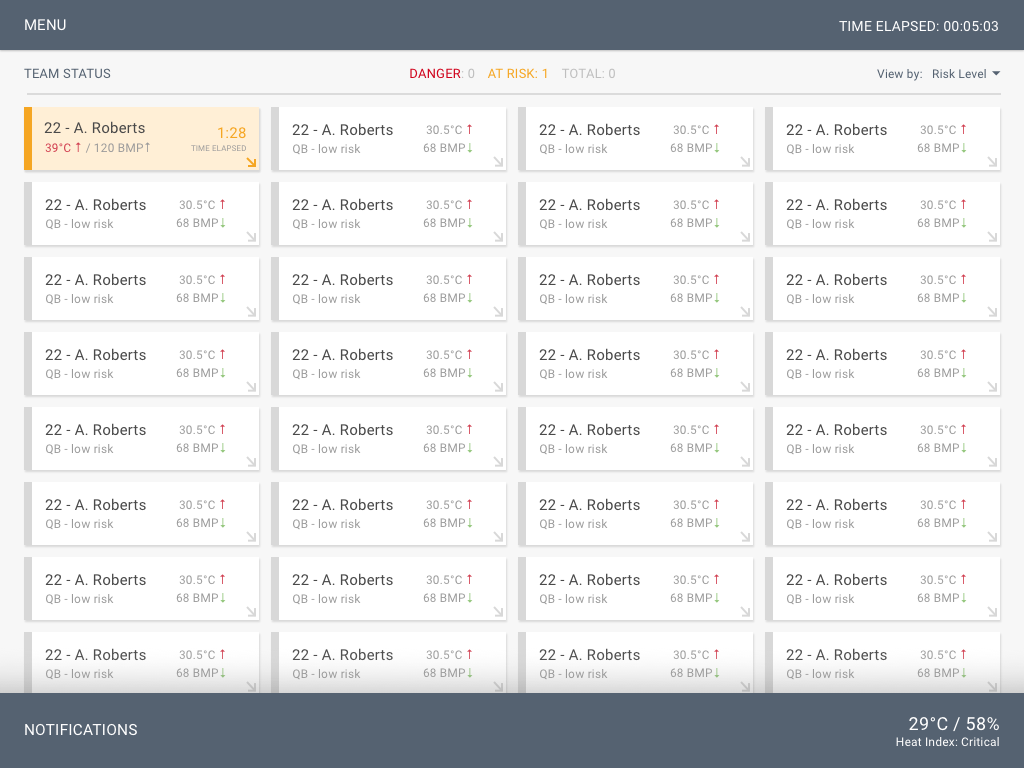 MENU
TIME ELAPSED: 00:05:03
TEAM STATUS
DANGER: 0 AT RISK: 1 TOTAL: 0
View by: Risk Level
22 - A. Roberts 1:28
39°C ↑ / 120 BMP↑ TIME ELAPSED
22 - A. Roberts 30.5°C ↑
QB - low risk 68 BMP↓
22 - A. Roberts 30.5°C ↑
QB - low risk 68 BMP↓
22 - A. Roberts 30.5°C ↑
QB - low risk 68 BMP↓
22 - A. Roberts 30.5°C ↑
QB - low risk 68 BMP↓
22 - A. Roberts 30.5°C ↑
QB - low risk 68 BMP↓
22 - A. Roberts 30.5°C ↑
QB - low risk 68 BMP↓
22 - A. Roberts 30.5°C ↑
QB - low risk 68 BMP↓
22 - A. Roberts 30.5°C ↑
QB - low risk 68 BMP↓
22 - A. Roberts 30.5°C ↑
QB - low risk 68 BMP↓
22 - A. Roberts 30.5°C ↑
QB - low risk 68 BMP↓
22 - A. Roberts 30.5°C ↑
QB - low risk 68 BMP↓
22 - A. Roberts 30.5°C ↑
QB - low risk 68 BMP↓
22 - A. Roberts 30.5°C ↑
QB - low risk 68 BMP↓
22 - A. Roberts 30.5°C ↑
QB - low risk 68 BMP↓
22 - A. Roberts 30.5°C ↑
QB - low risk 68 BMP↓
22 - A. Roberts 30.5°C ↑
QB - low risk 68 BMP↓
22 - A. Roberts 30.5°C ↑
QB - low risk 68 BMP↓
22 - A. Roberts 30.5°C ↑
QB - low risk 68 BMP↓
22 - A. Roberts 30.5°C ↑
QB - low risk 68 BMP↓
22 - A. Roberts 30.5°C ↑
QB - low risk 68 BMP↓
22 - A. Roberts 30.5°C ↑
QB - low risk 68 BMP↓
22 - A. Roberts 30.5°C ↑
QB - low risk 68 BMP↓
22 - A. Roberts 30.5°C ↑
QB - low risk 68 BMP↓
22 - A. Roberts 30.5°C ↑
QB - low risk 68 BMP↓
22 - A. Roberts 30.5°C ↑
QB - low risk 68 BMP↓
22 - A. Roberts 30.5°C ↑
QB - low risk 68 BMP↓
22 - A. Roberts 30.5°C ↑
QB - low risk 68 BMP↓
22 - A. Roberts 30.5°C ↑
QB - low risk 68 BMP↓
22 - A. Roberts 30.5°C ↑
QB - low risk 68 BMP↓
22 - A. Roberts 30.5°C ↑
QB - low risk 68 BMP↓
22 - A. Roberts 30.5°C ↑
QB - low risk 68 BMP↓
NOTIFICATIONS
29°C / 58%
Heat Index: Critical